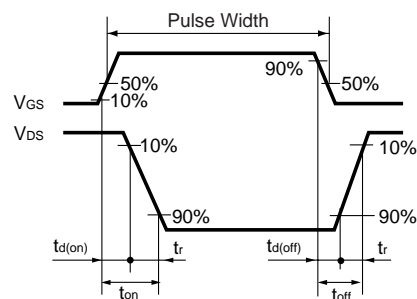 Pulse Width
90%
50%
50%
10%
VGS
VDS
10%
10%
90%
90%
td(on)
tr
td(off)
tr
ton
toff